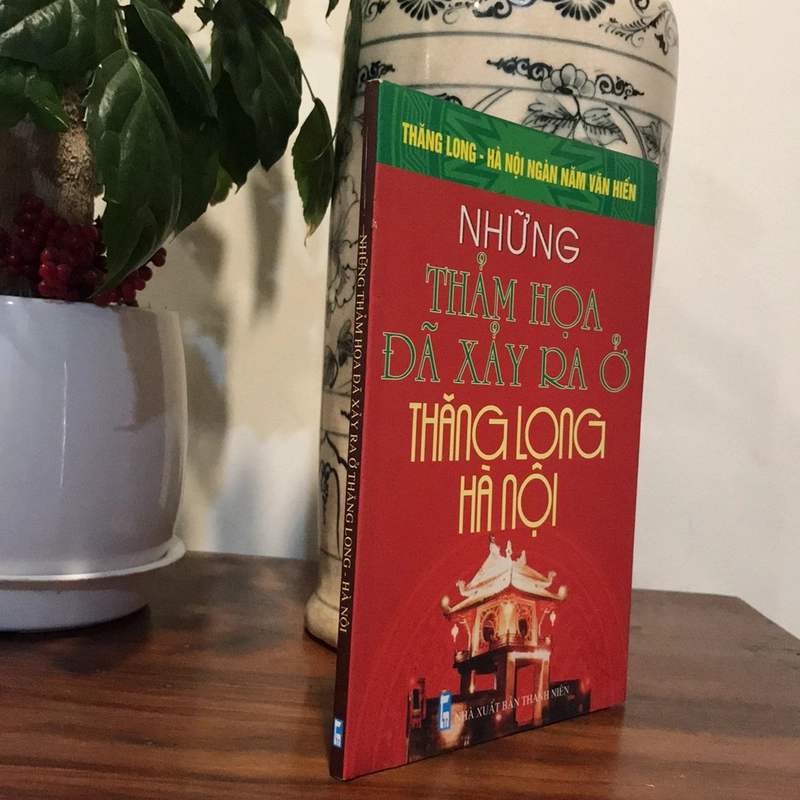 THĂNG LONG - HÀ NỘI NGÀN NĂM VĂN HIẾN
NHỮNG
THẢM HỌA
ĐÃ XẢY RA Ở
THĂNG LONG
HÀ NỘI
NHÀ XUẤT BẢN THANH NIÊN
NHỮNG THẢM HỌA ĐÃ XẢY RA Ở THĂNG LONG - HÀ NỘI